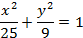 x²/25 + y²/9 = 1